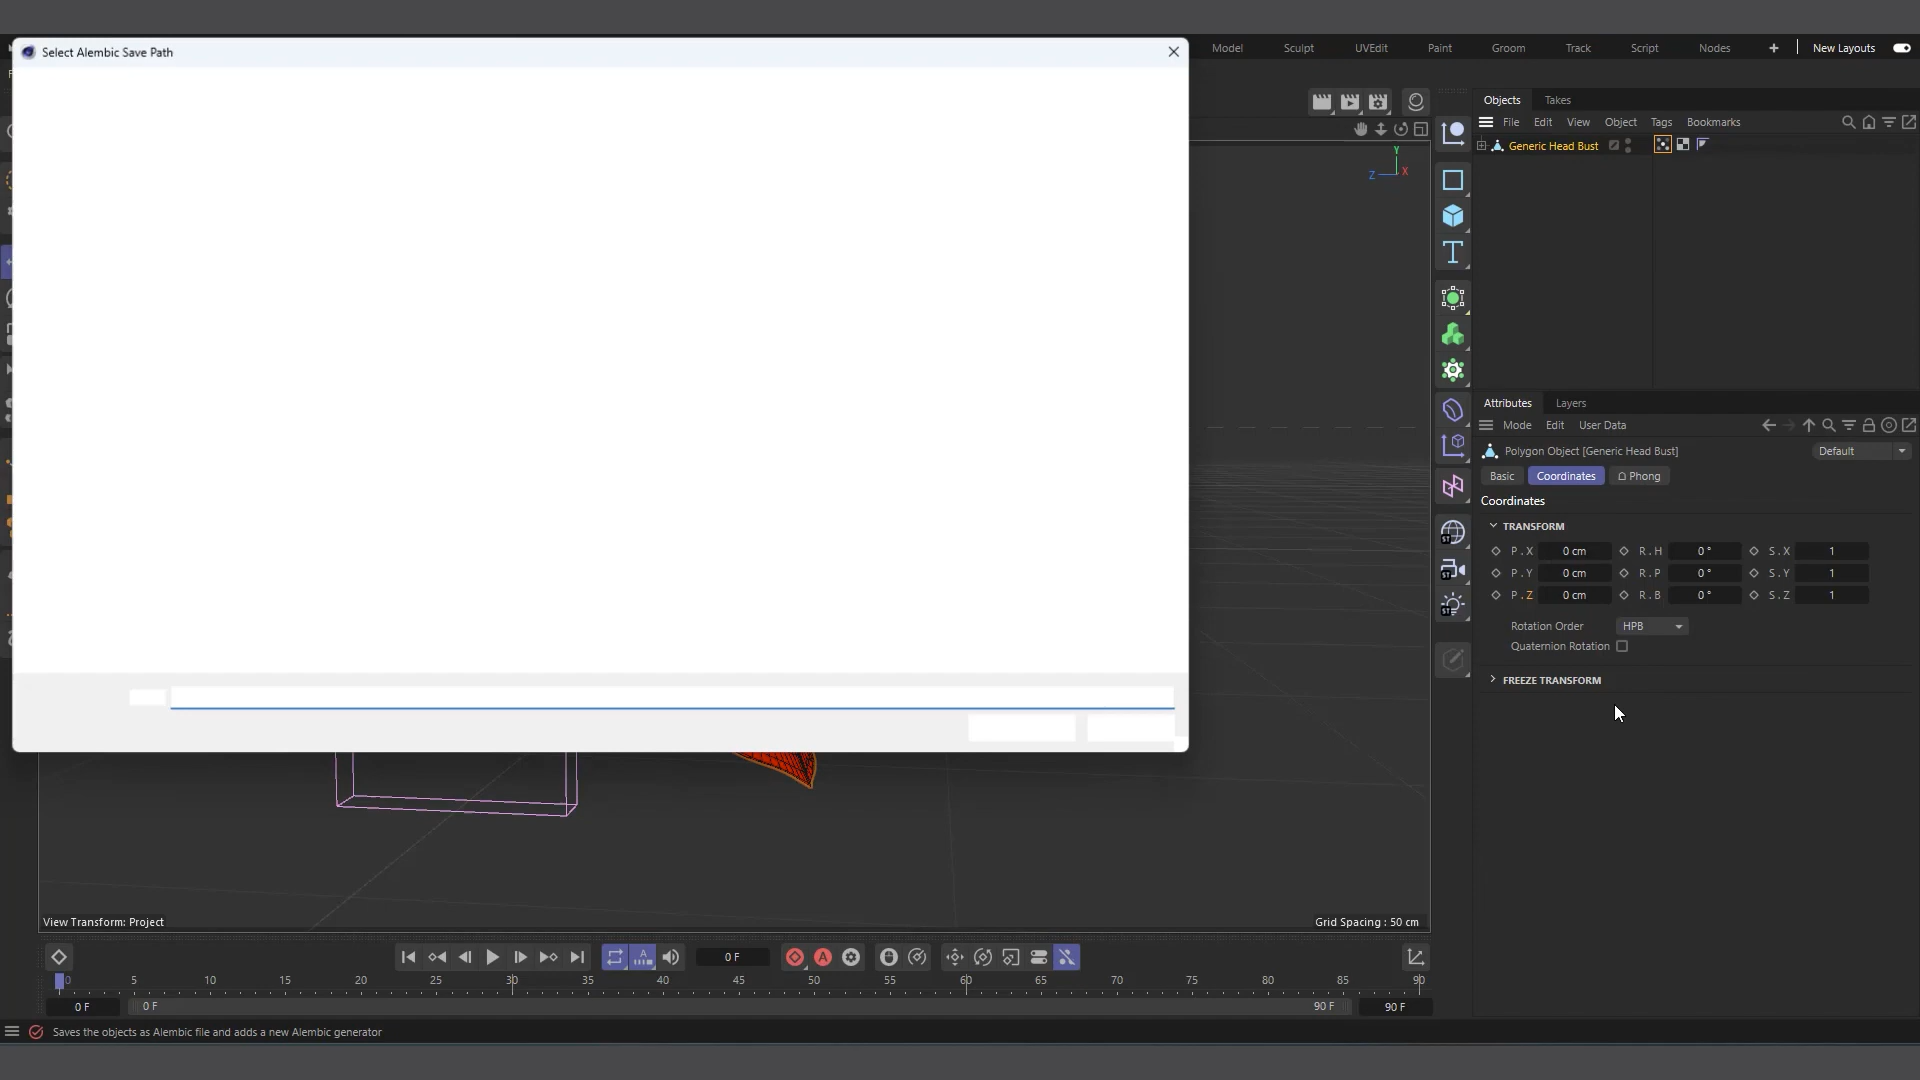 Select Alembic Save Path
Model
Sculpt
UVEdit
Paint
Groom
Track
Script
Nodes
New Layouts
Objects
Takes
File
Edit
View
Object
Tags
Bookmarks
Y
Z
X
Generic Head Bust
Attributes
Layers
Mode
Edit
User Data
Polygon Object [Generic Head Bust]
Default
Basic
Coordinates
Phong
Coordinates
TRANSFORM
P . X 0 cm R . H 0 ° S . X 1
P . Y 0 cm R . P 0 ° S . Y 1
P . Z 0 cm R . B 0 ° S . Z 1
Rotation Order HPB
Quaternion Rotation
FREEZE TRANSFORM
ST
ST
ST
View Transform: Project
Grid Spacing : 50 cm
A
0 F
A
0 5 10 15 20 25 30 35 40 45 50 55 60 65 70 75 80 85 90
0 F
0 F
90 F
90 F
Saves the objects as Alembic file and adds a new Alembic generator